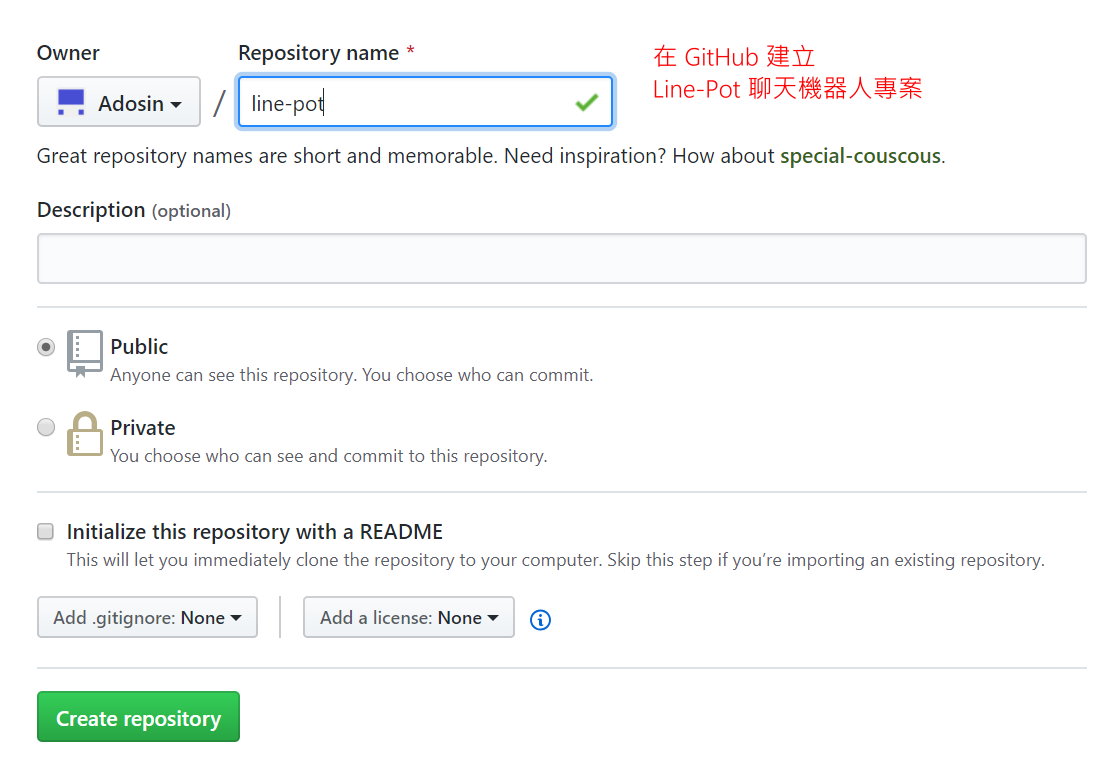 Owner
Repository name *
在 GitHub 建立
Line-Pot 聊天機器人專案
Adosin / line-pot
Great repository names are short and memorable. Need inspiration? How about special-couscous.
Description (optional)
Public
Anyone can see this repository. You choose who can commit.
Private
You choose who can see and commit to this repository.
Initialize this repository with a README
This will let you immediately clone the repository to your computer. Skip this step if you’re importing an existing repository.
Add .gitignore: None
Add a license: None
Create repository